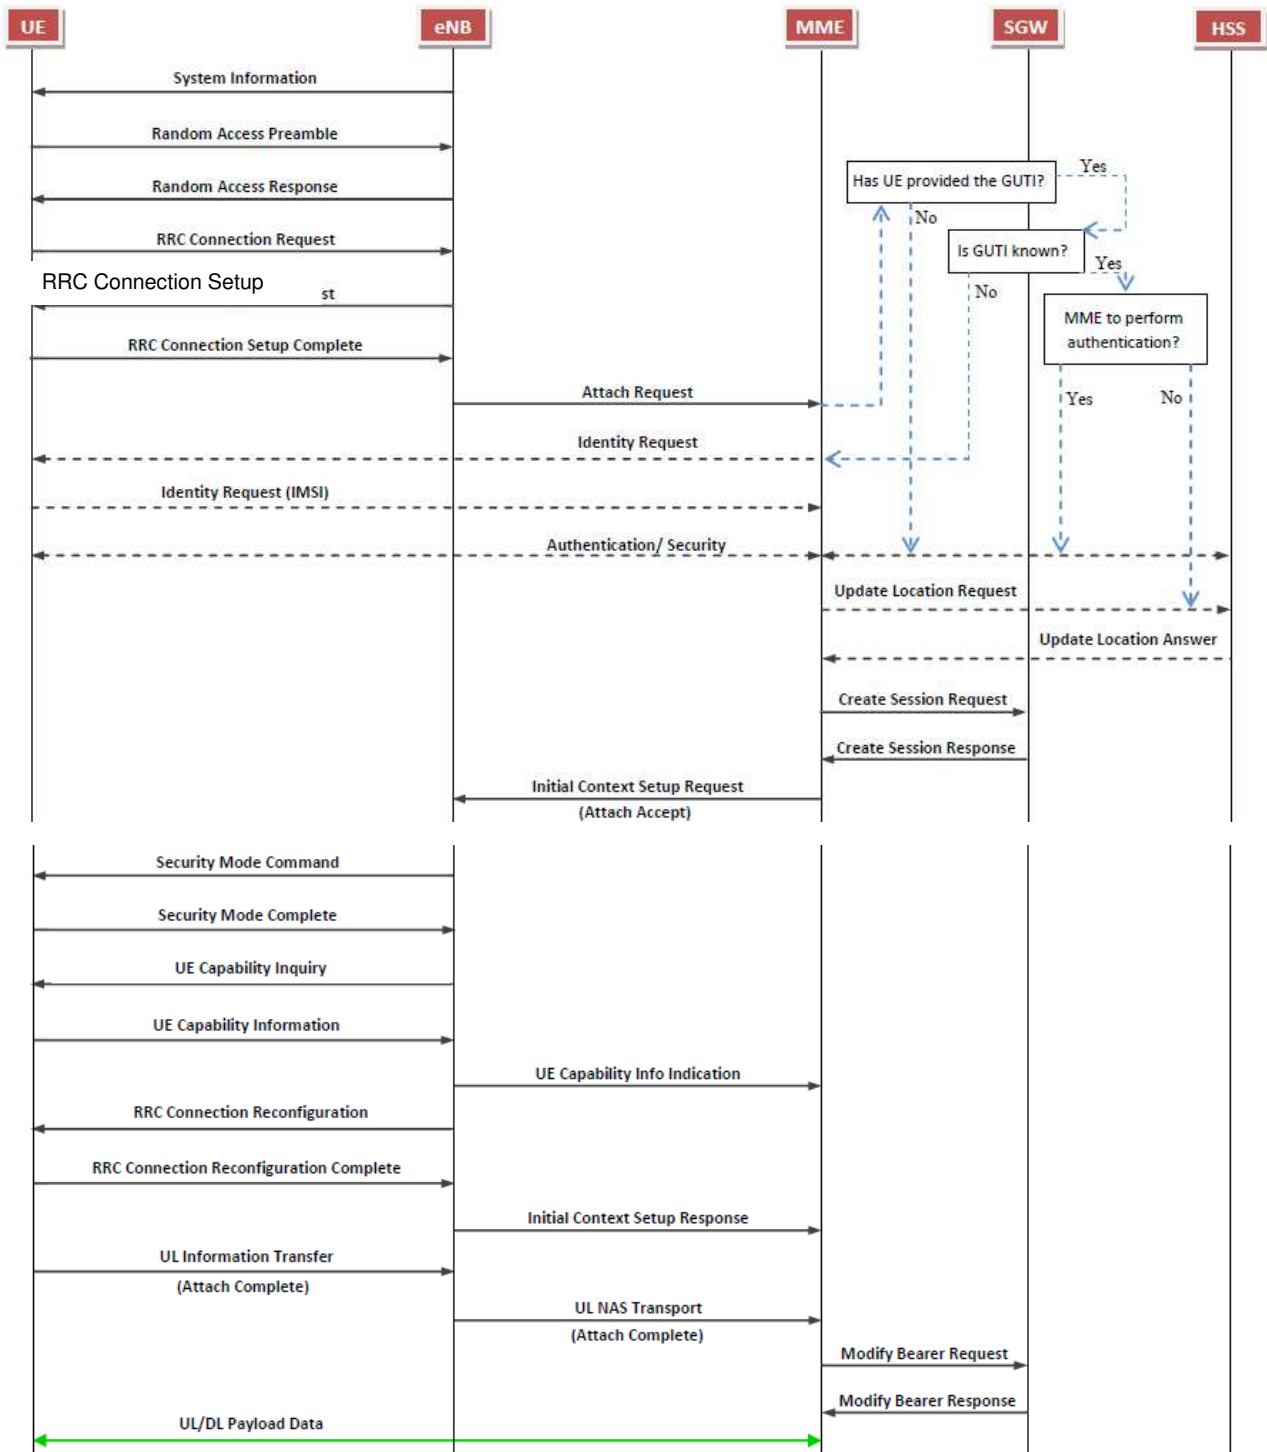 UE
eNB
MME
SGW
HSS
System Information
Random Access Preamble
Random Access Response
RRC Connection Request
RRC Connection Setup
st
RRC Connection Setup Complete
Has UE provided the GUTI?
Yes
No
Is GUTI known?
Yes
No
MME to perform
authentication?
Yes
No
Attach Request
Identity Request
Identity Request (IMSI)
Authentication/ Security
Update Location Request
Update Location Answer
Create Session Request
Create Session Response
Initial Context Setup Request
(Attach Accept)
Security Mode Command
Security Mode Complete
UE Capability Inquiry
UE Capability Information
UE Capability Info Indication
RRC Connection Reconfiguration
RRC Connection Reconfiguration Complete
Initial Context Setup Response
UL Information Transfer
(Attach Complete)
UL NAS Transport
(Attach Complete)
Modify Bearer Request
Modify Bearer Response
UL/DL Payload Data